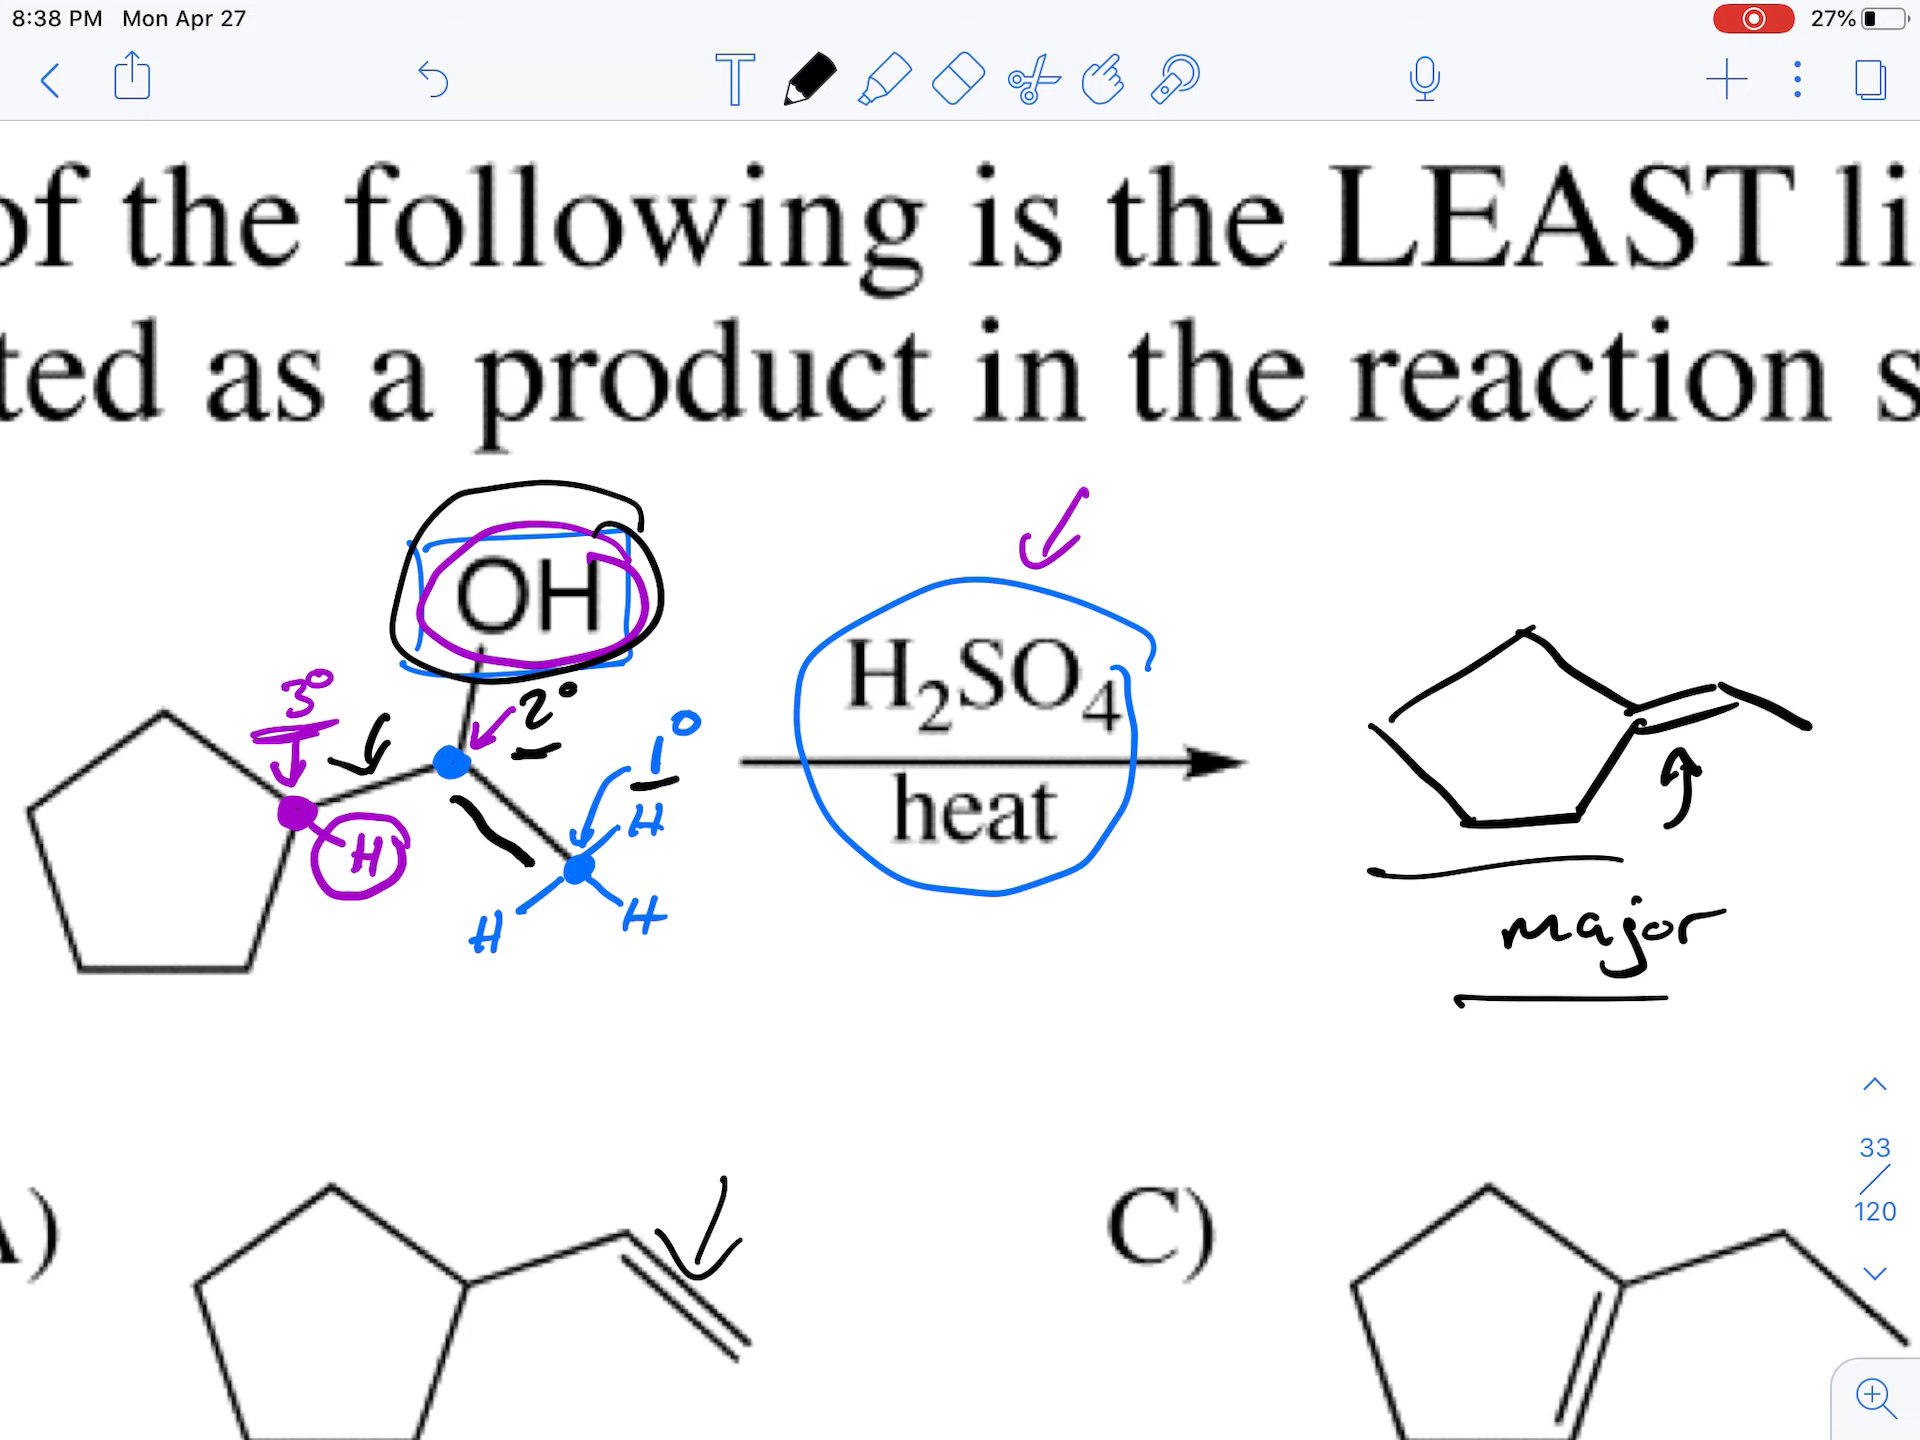 8:38 PM Mon Apr 27
27%
T
of the following is the LEAST
ted as a product in the reaction s
OH
3°
2°
1°
H
H
H
H
H₂SO₄
heat
major
33
/
120
C)